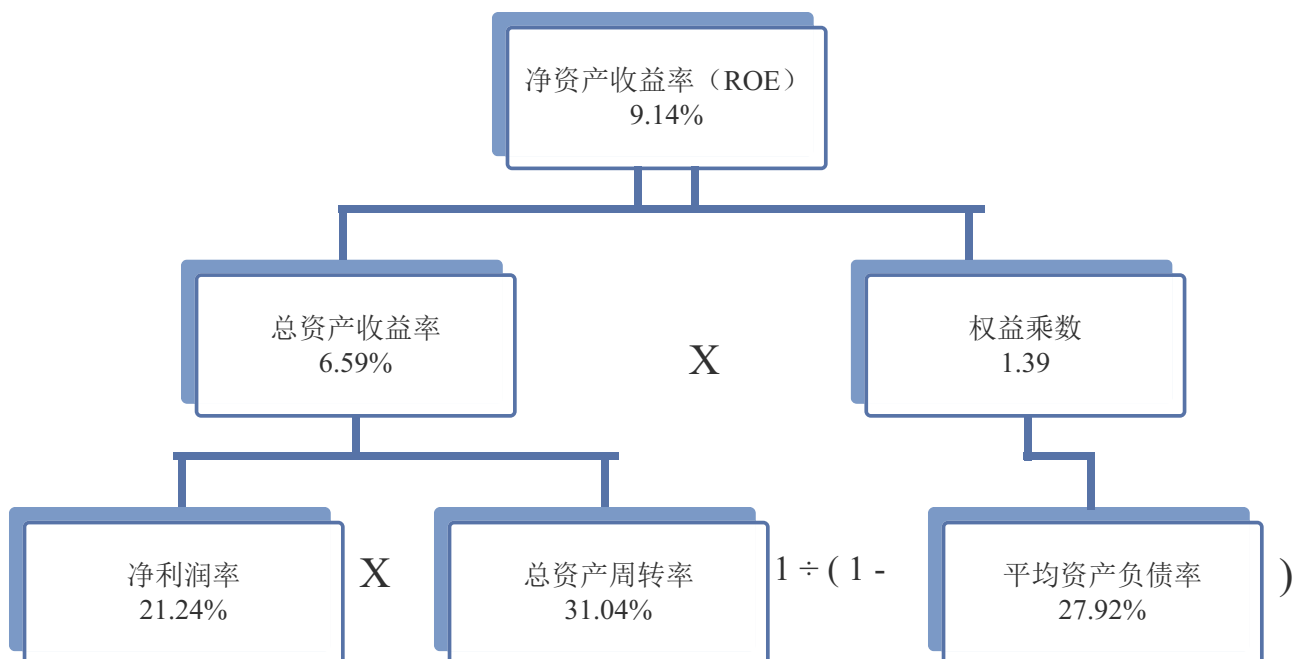 净资产收益率（ROE）
9.14%
总资产收益率
6.59%
X
权益乘数
1.39
净利润率
21.24%
X
总资产周转率
31.04%
1 ÷ ( 1 -
平均资产负债率
27.92%
)